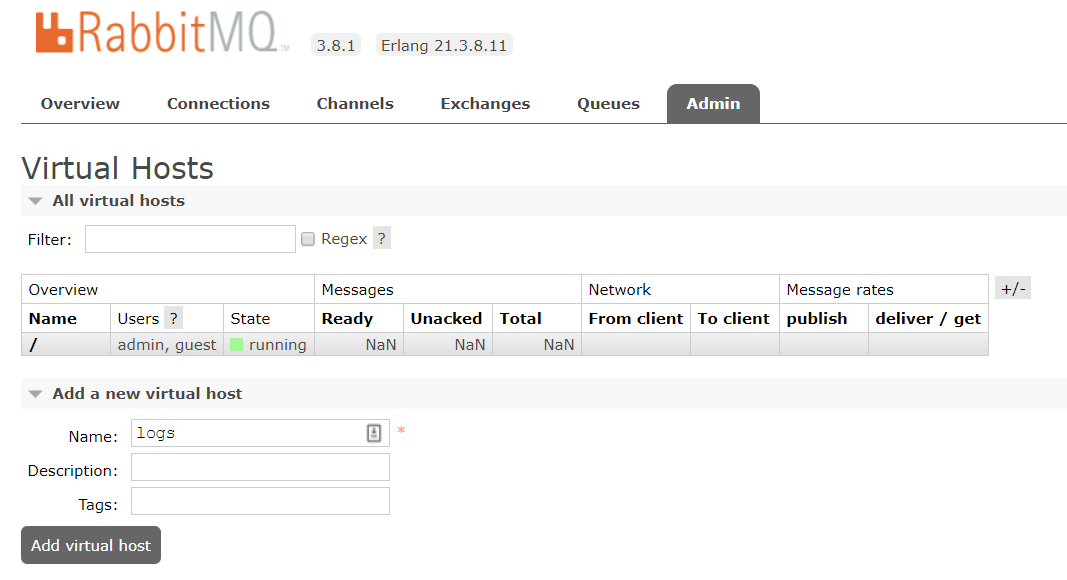 RabbitMQ™ 3.8.1 Erlang 21.3.8.11
Overview Connections Channels Exchanges Queues Admin
Virtual Hosts
All virtual hosts
Filter: Regex ?
Overview Messages Network Message rates +/-
Name Users ? State Ready Unacked Total From client To client publish deliver / get
/ admin, guest running NaN NaN NaN
Add a new virtual host
Name: logs *
Description:
Tags:
Add virtual host